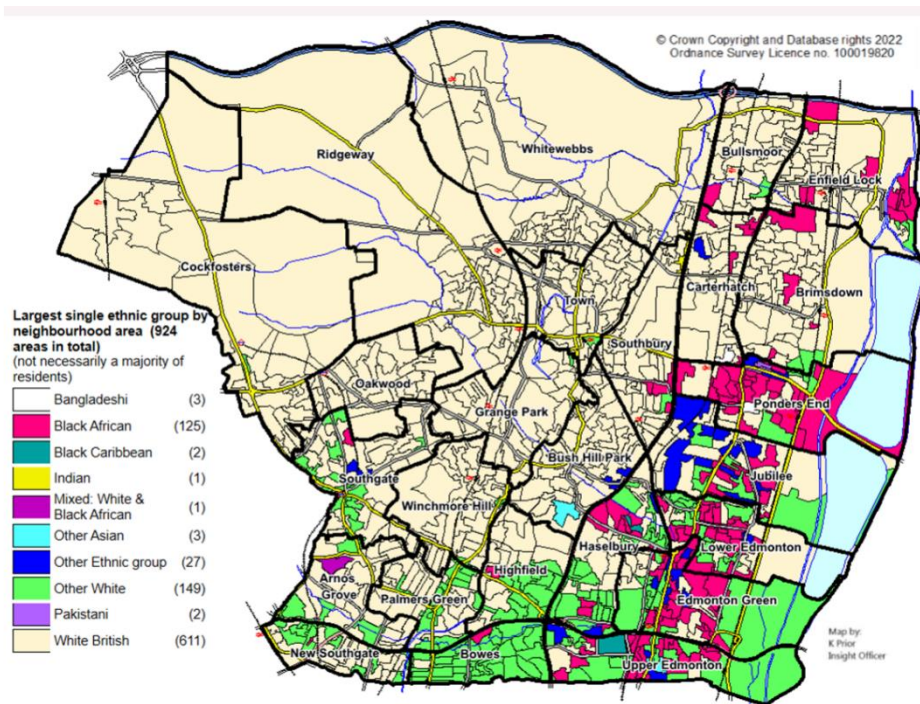 © Crown Copyright and Database rights 2022
Ordnance Survey Licence no. 100019820
Ridgeway
Whitewebbs
Bullsmoor
Enfield Lock
Cockfosters
Town
Carterhatch
Brimsdown
Southbury
Oakwood
Grange Park
Ponders End
Bush Hill Park
Southgate
Jubilee
Winchmore Hill
Haselbury
Lower Edmonton
Highfield
Arnos
Grove
Palmers Green
Edmonton Green
New Southgate
Bowes
Upper Edmonton
Largest single ethnic group by
neighbourhood area (924
areas in total)
(not necessarily a majority of
residents)
Bangladeshi (3)
Black African (125)
Black Caribbean (2)
Indian (1)
Mixed: White &
Black African (1)
Other Asian (3)
Other Ethnic group (27)
Other White (149)
Pakistani (2)
White British (611)
Map by:
K Prior
Insight Officer